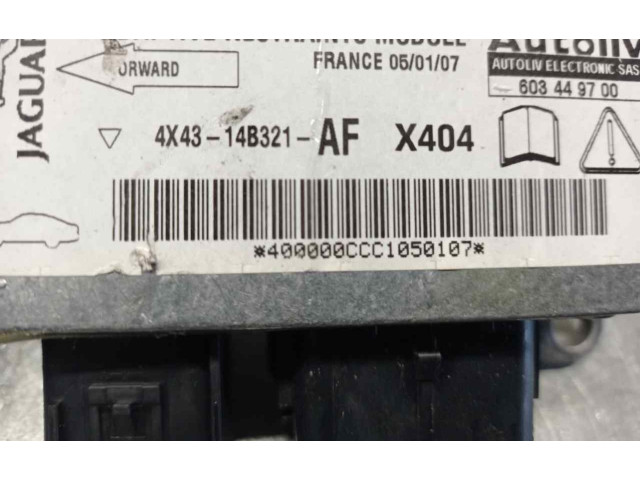 MODULE
FRANCE 05/01/07
Autoliv
AUTOLIV ELECTRONIC SAS
603 44 97 00
JAGUAR
ORWARD
4X43-14B321-AF X404
*400000CCC1050107*